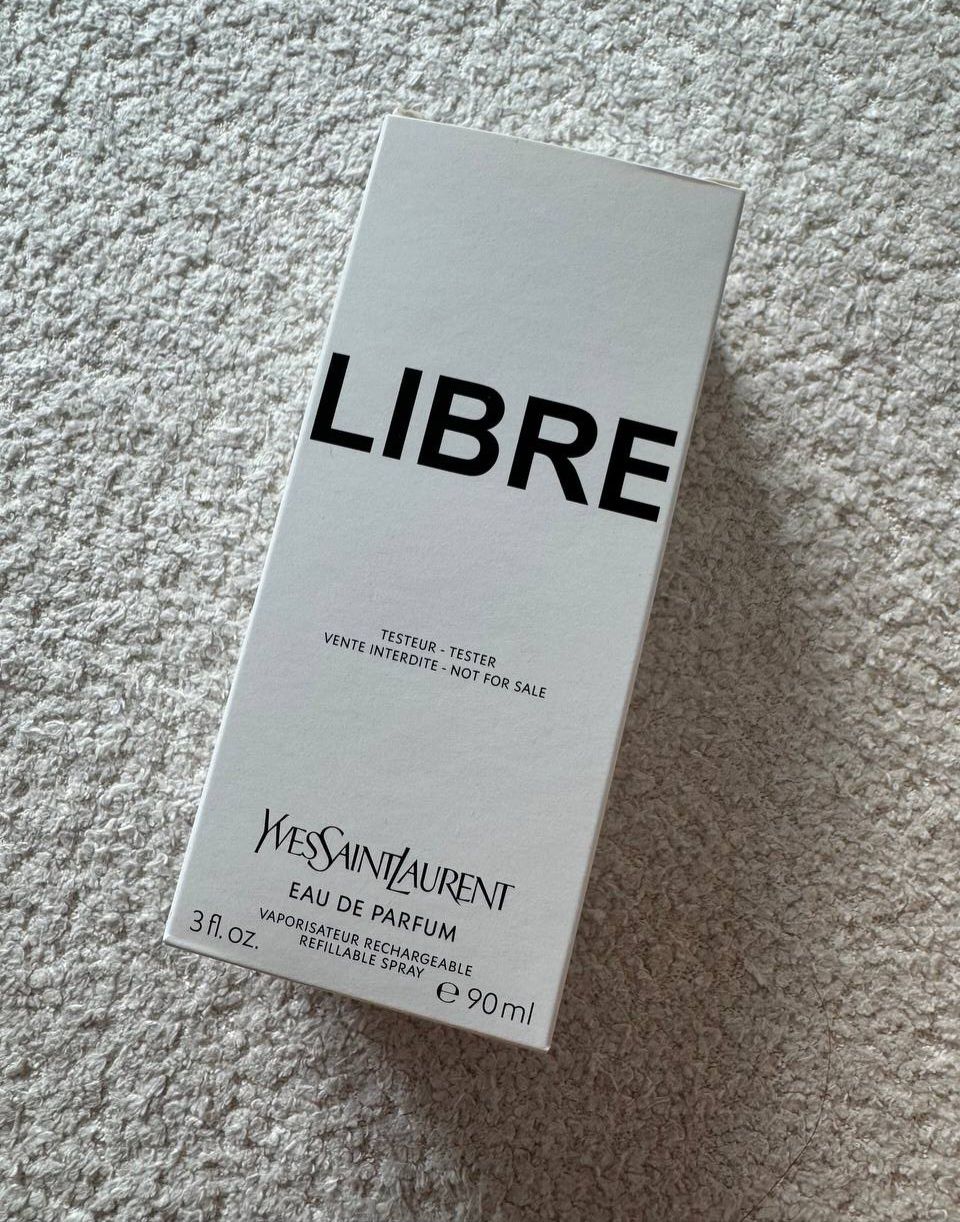 LIBRE
TESTEUR - TESTER
VENTE INTERDITE - NOT FOR SALE
YVESSAINTLAURENT
EAU DE PARFUM
VAPORISATEUR RECHARGEABLE
REFILLABLE SPRAY
3 fl. oz.
℮ 90 ml